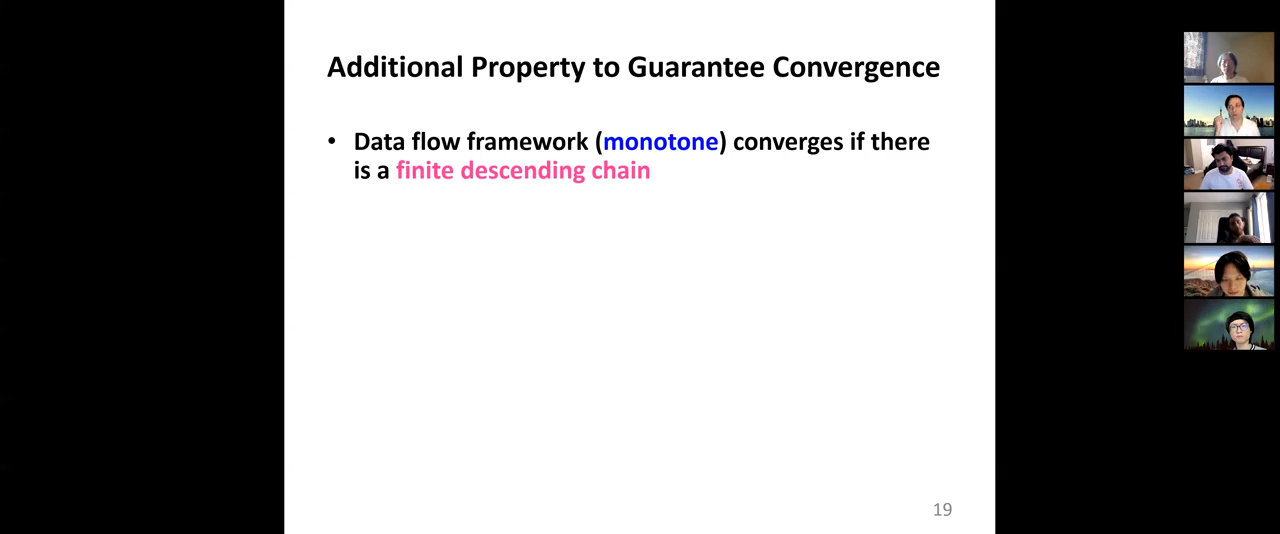 Additional Property to Guarantee Convergence
• Data flow framework (monotone) converges if there
is a finite descending chain
19